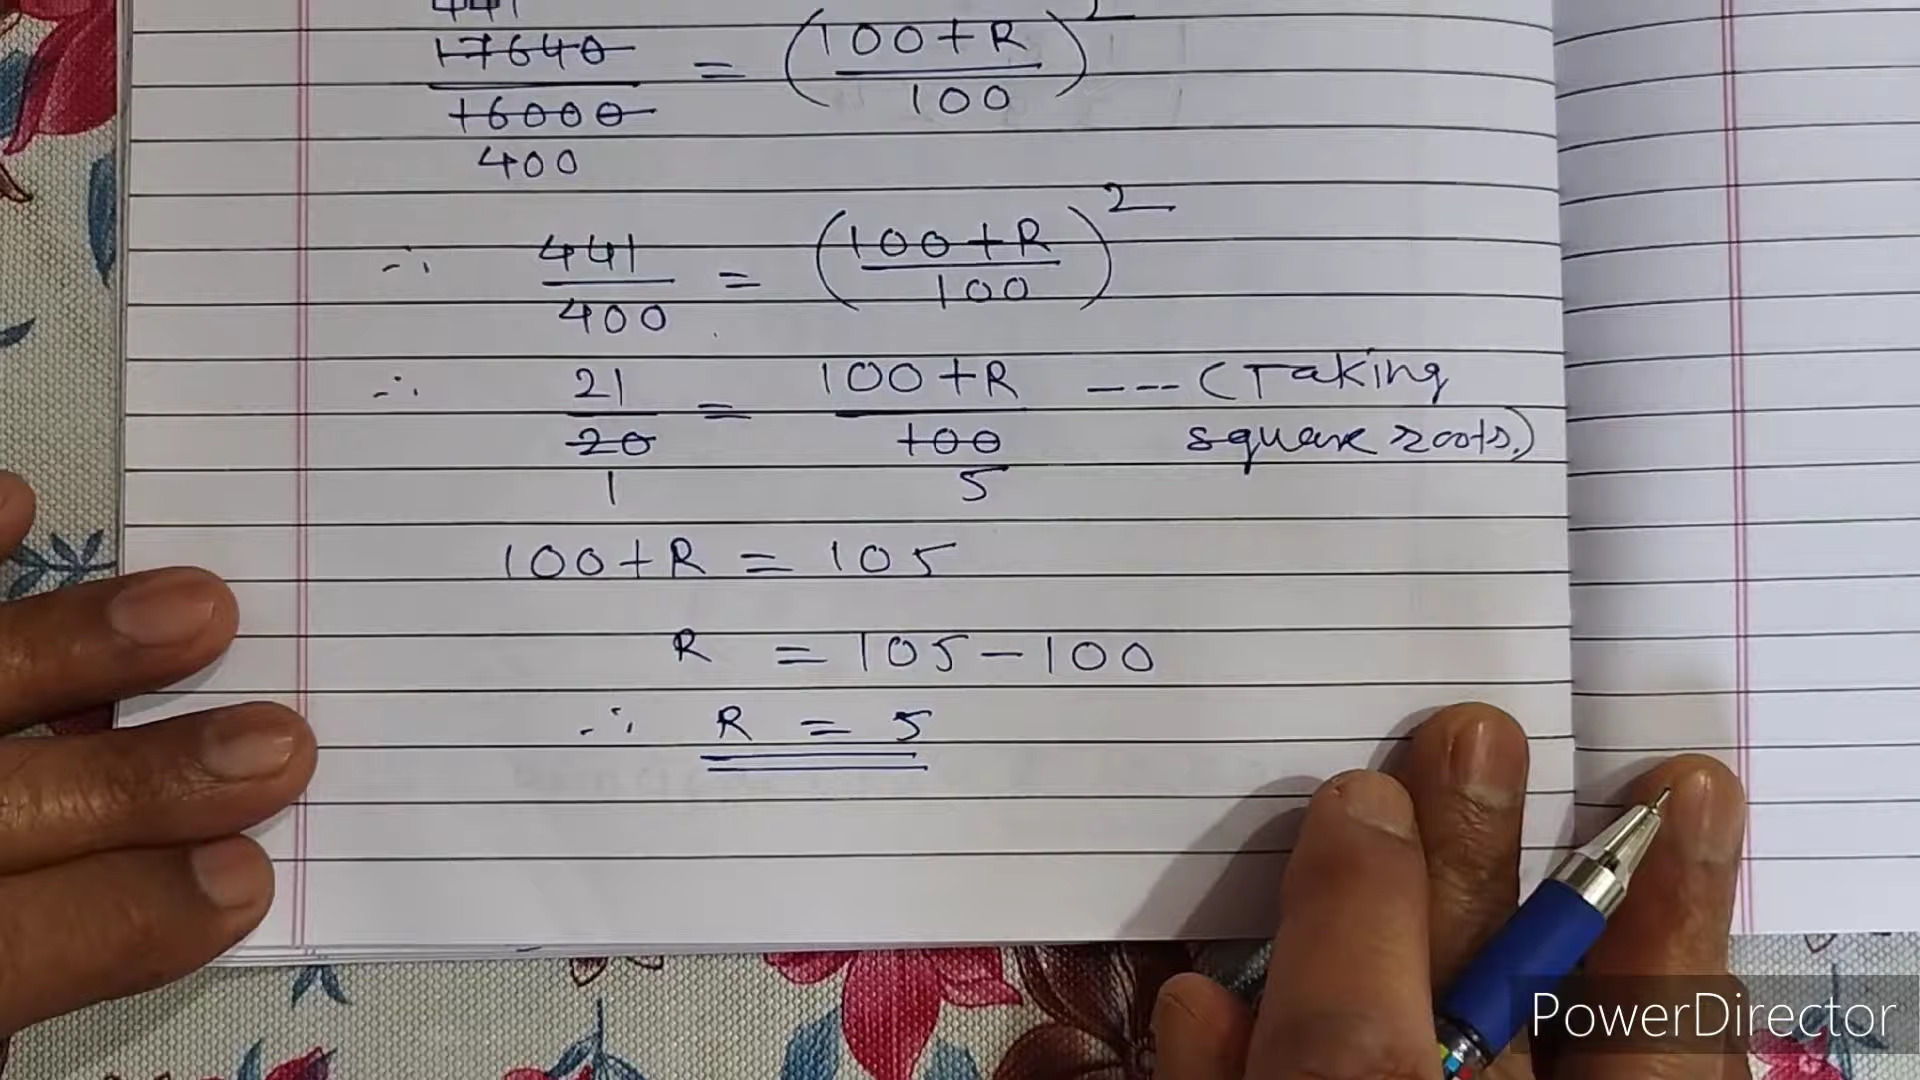 441
17640 = (100+R)²
16000 100
400
∴ 441 = (100+R)²
400 100
∴ 21 = 100+R --- (Taking
20 100 square roots.)
1 5
100+R = 105
R = 105-100
∴ R = 5
PowerDirector